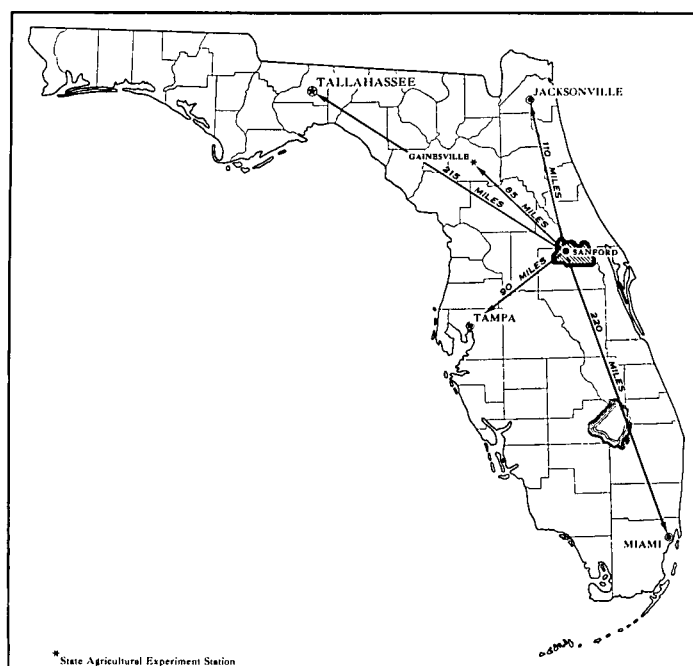 TALLAHASSEE
JACKSONVILLE
GAINESVILLE *
110 MILES
215 MILES
85 MILES
SANFORD
90 MILES
TAMPA
220 MILES
MIAMI
* State Agricultural Experiment Station